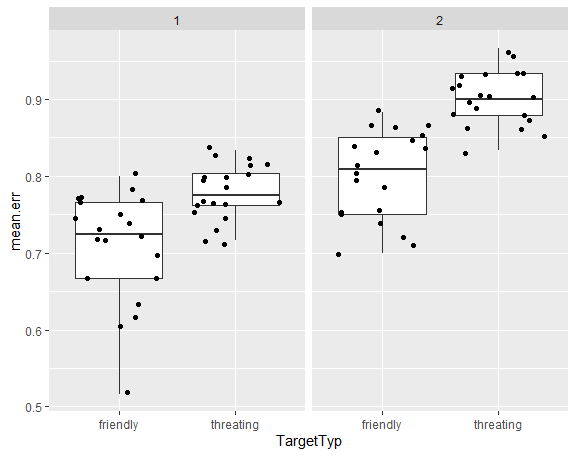 1 2
mean.err
0.9
0.8
0.7
0.6
0.5
friendly threating friendly threating
TargetTyp